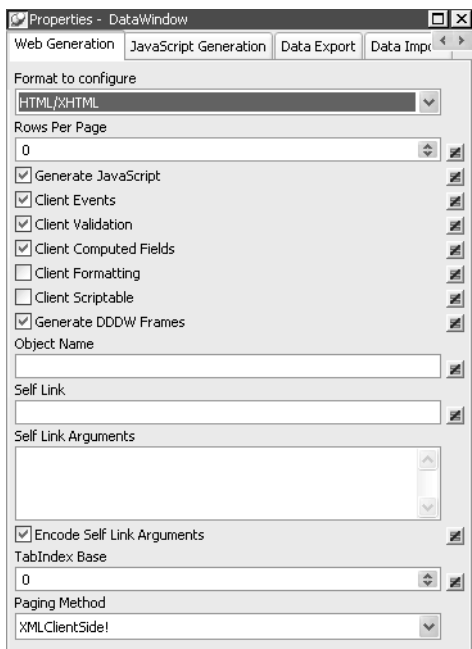 Properties - DataWindow
Web Generation JavaScript Generation Data Export Data Impo
Format to configure
HTML/XHTML
Rows Per Page
0
Generate JavaScript
Client Events
Client Validation
Client Computed Fields
Client Formatting
Client Scriptable
Generate DDDW Frames
Object Name
Self Link
Self Link Arguments
Encode Self Link Arguments
TabIndex Base
0
Paging Method
XMLClientSide!